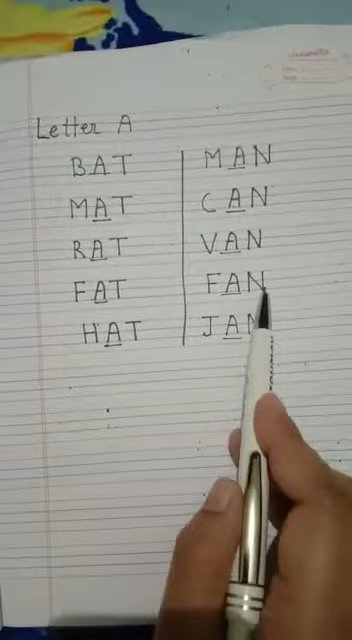 Letter A
BAT MAN
MAT CAN
RAT VAN
FAT FAN
HAT JAN